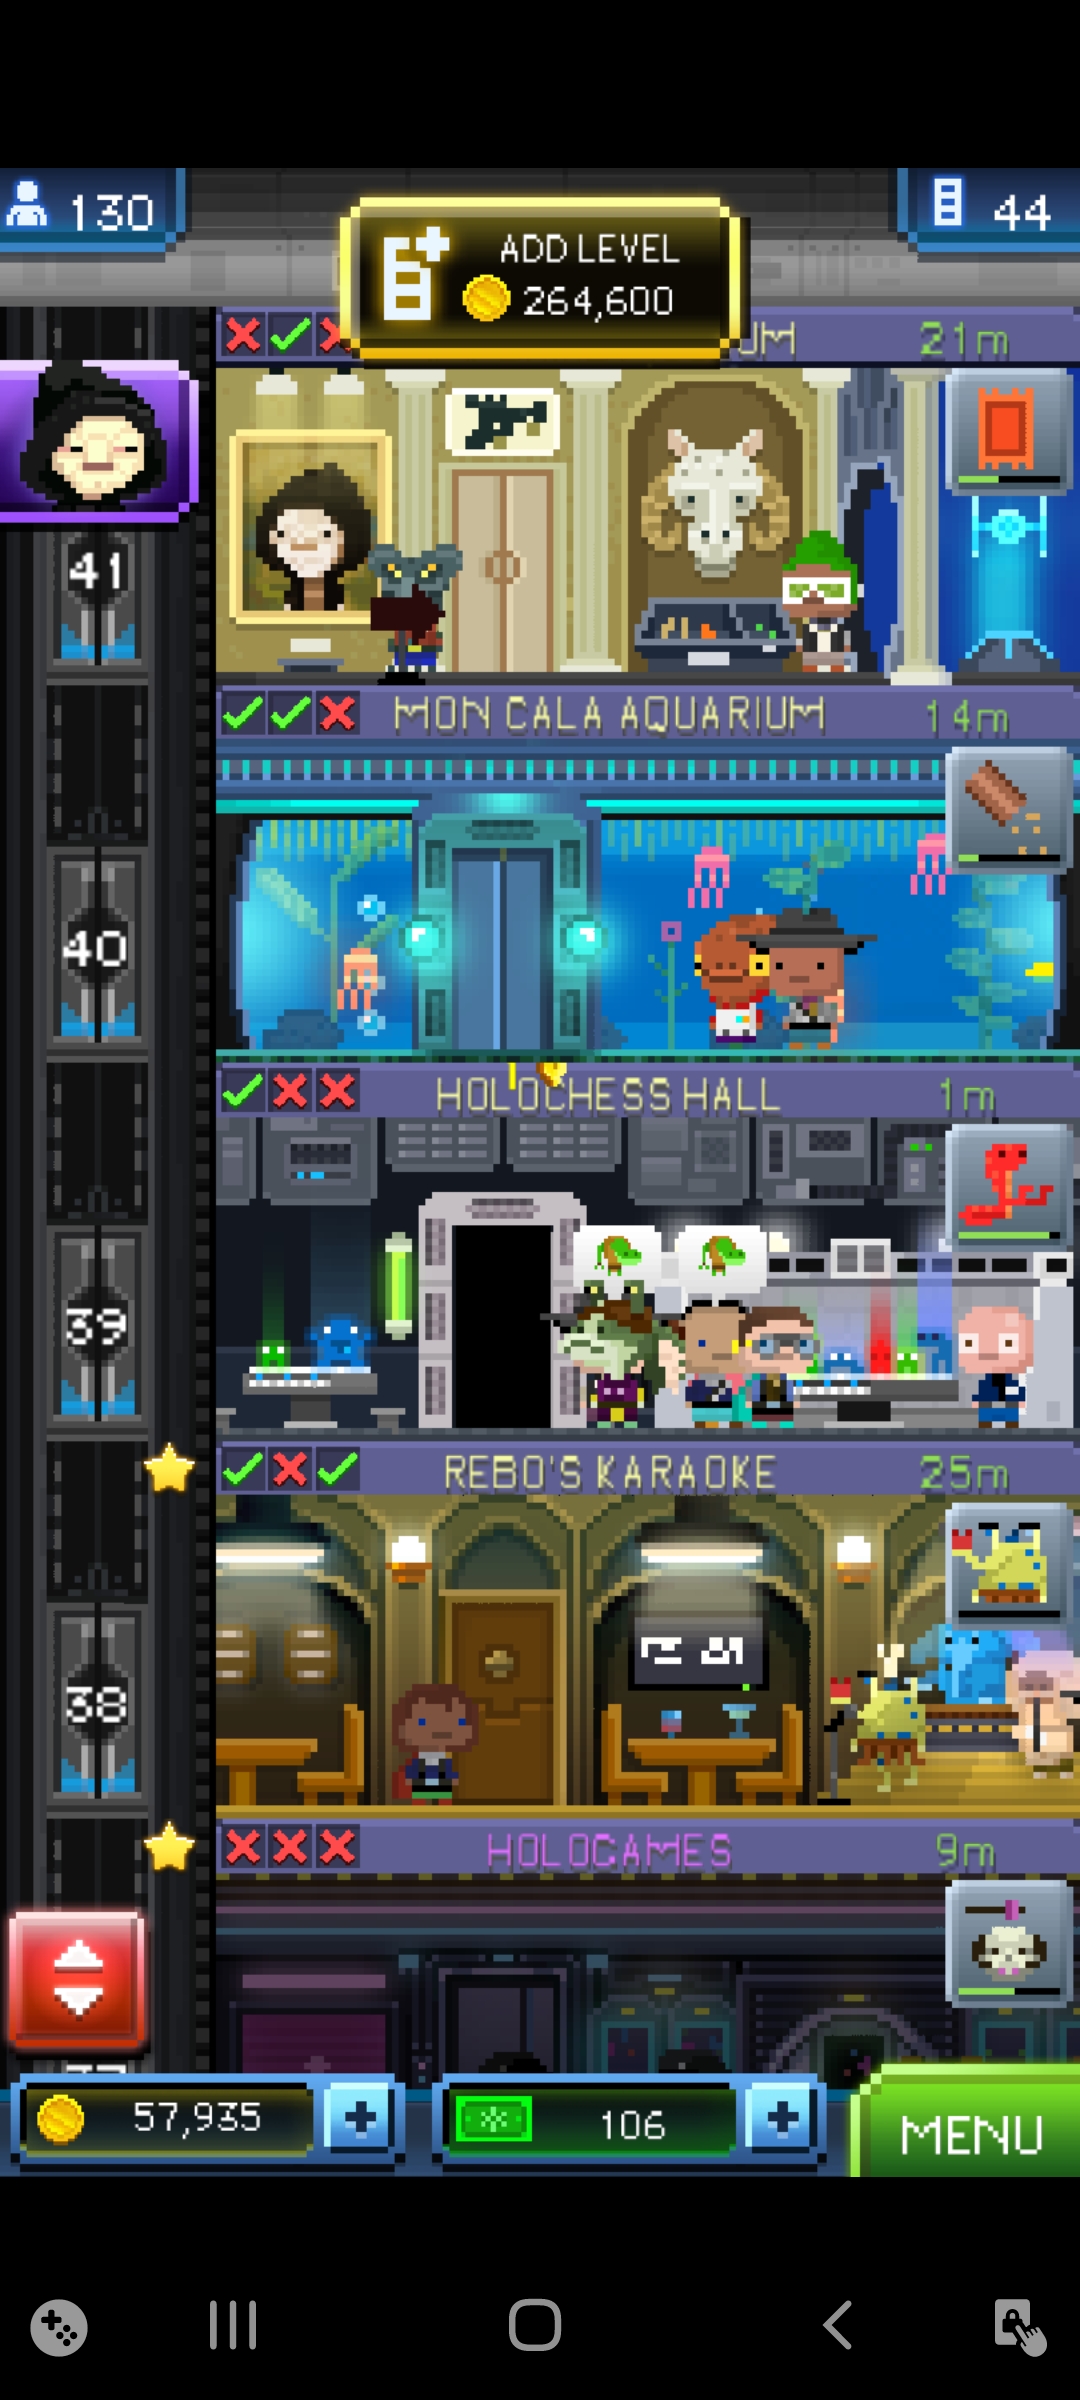 130
44
ADD LEVEL
264,600
UM 21m
41
MON CALA AQUARIUM 14m
40
HOLOCHESS HALL 1m
39
REBO'S KARAOKE 25m
38
HOLOGAMES 9m
57,935
106
MENU